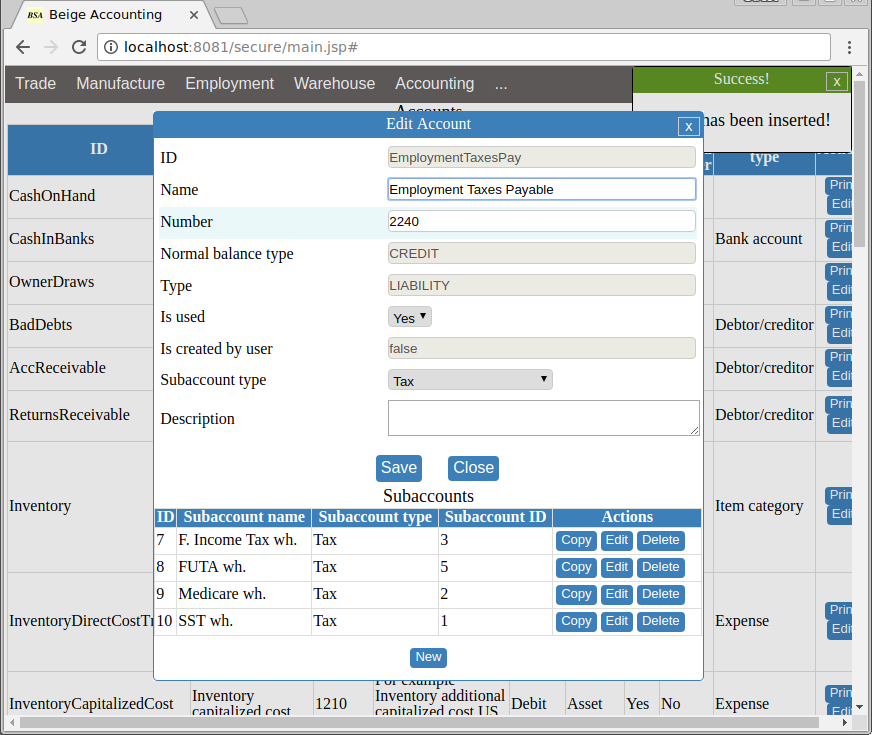 BSA Beige Accounting
localhost:8081/secure/main.jsp#
Trade Manufacture Employment Warehouse Accounting ...
Success! x
has been inserted!
Accounts
Edit Account x
ID type
CashOnHand
CashInBanks Bank account
OwnerDraws
BadDebts Debtor/creditor
AccReceivable Debtor/creditor
ReturnsReceivable Debtor/creditor
Inventory Item category
InventoryDirectCostTr Expense
InventoryCapitalizedCost Inventory capitalized cost 1210 For example Inventory additional capitalized cost US Debit Asset Yes No Expense
Prin
Edit
Prin
Edit
Prin
Edit
Prin
Edit
Prin
Edit
Prin
Edit
Prin
Edit
Prin
Edit
Prin
Edit
ID EmploymentTaxesPay
Name Employment Taxes Payable
Number 2240
Normal balance type CREDIT
Type LIABILITY
Is used Yes
Is created by user false
Subaccount type Tax
Description
Save Close
Subaccounts
ID Subaccount name Subaccount type Subaccount ID Actions
7 F. Income Tax wh. Tax 3 Copy Edit Delete
8 FUTA wh. Tax 5 Copy Edit Delete
9 Medicare wh. Tax 2 Copy Edit Delete
10 SST wh. Tax 1 Copy Edit Delete
New